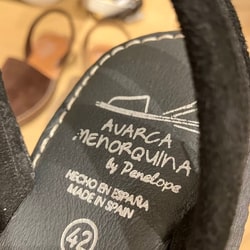 AVARCA
MENORQUINA
by Penelope
HECHO EN ESPAÑA
MADE IN SPAIN
42